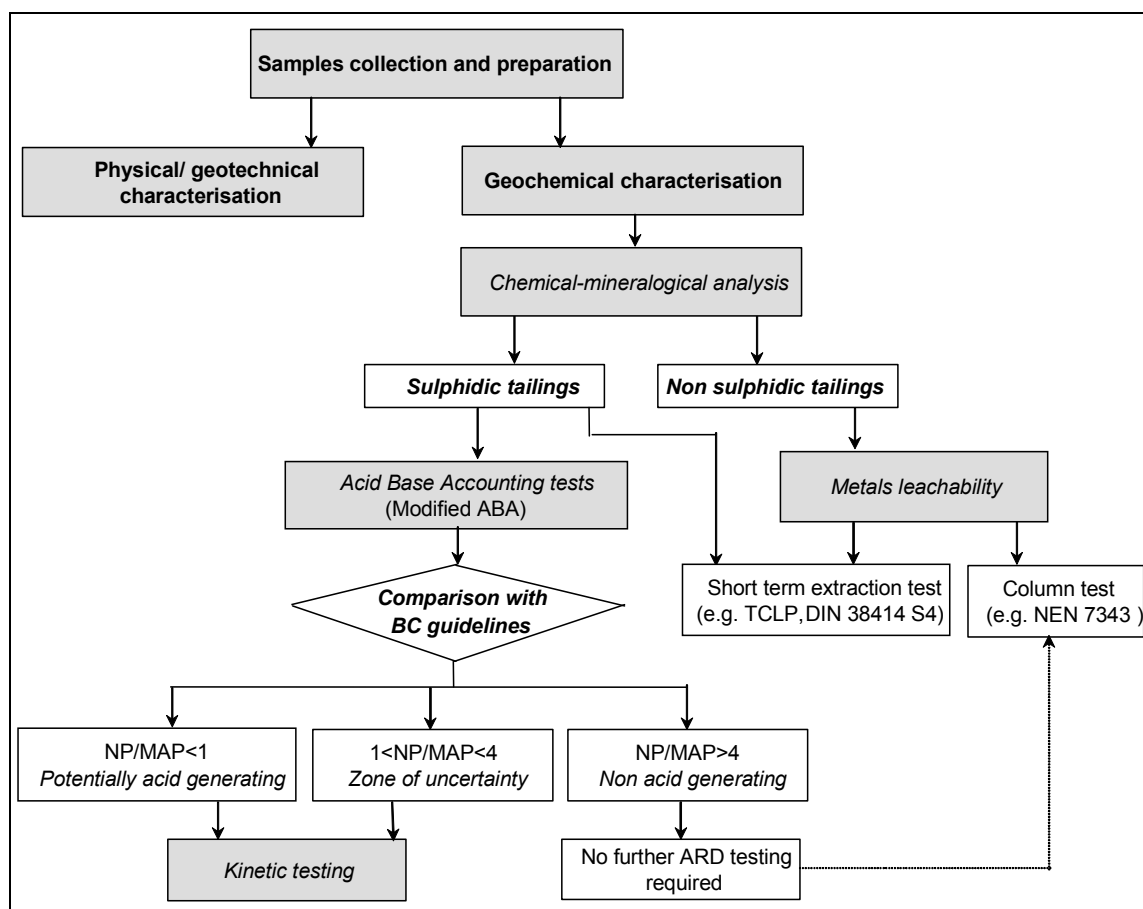 Samples collection and preparation
Physical/ geotechnical
characterisation
Geochemical characterisation
Chemical-mineralogical analysis
Sulphidic tailings
Non sulphidic tailings
Acid Base Accounting tests
(Modified ABA)
Metals leachability
Comparison with
BC guidelines
Short term extraction test
(e.g. TCLP,DIN 38414 S4)
Column test
(e.g. NEN 7343 )
NP/MAP<1
Potentially acid generating
1<NP/MAP<4
Zone of uncertainty
NP/MAP>4
Non acid generating
Kinetic testing
No further ARD testing
required